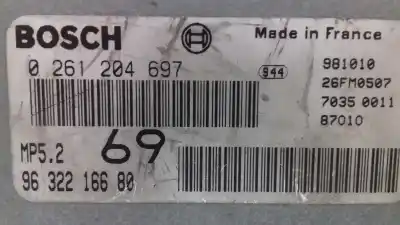 BOSCH
Made in France
0 261 204 697
944
981010
26FM0507
7035 0011
87010
MP5.2
69
96 322 166 80